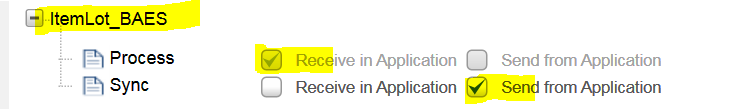 ItemLot_BAES
Process Receive in Application Send from Application
Sync Receive in Application Send from Application